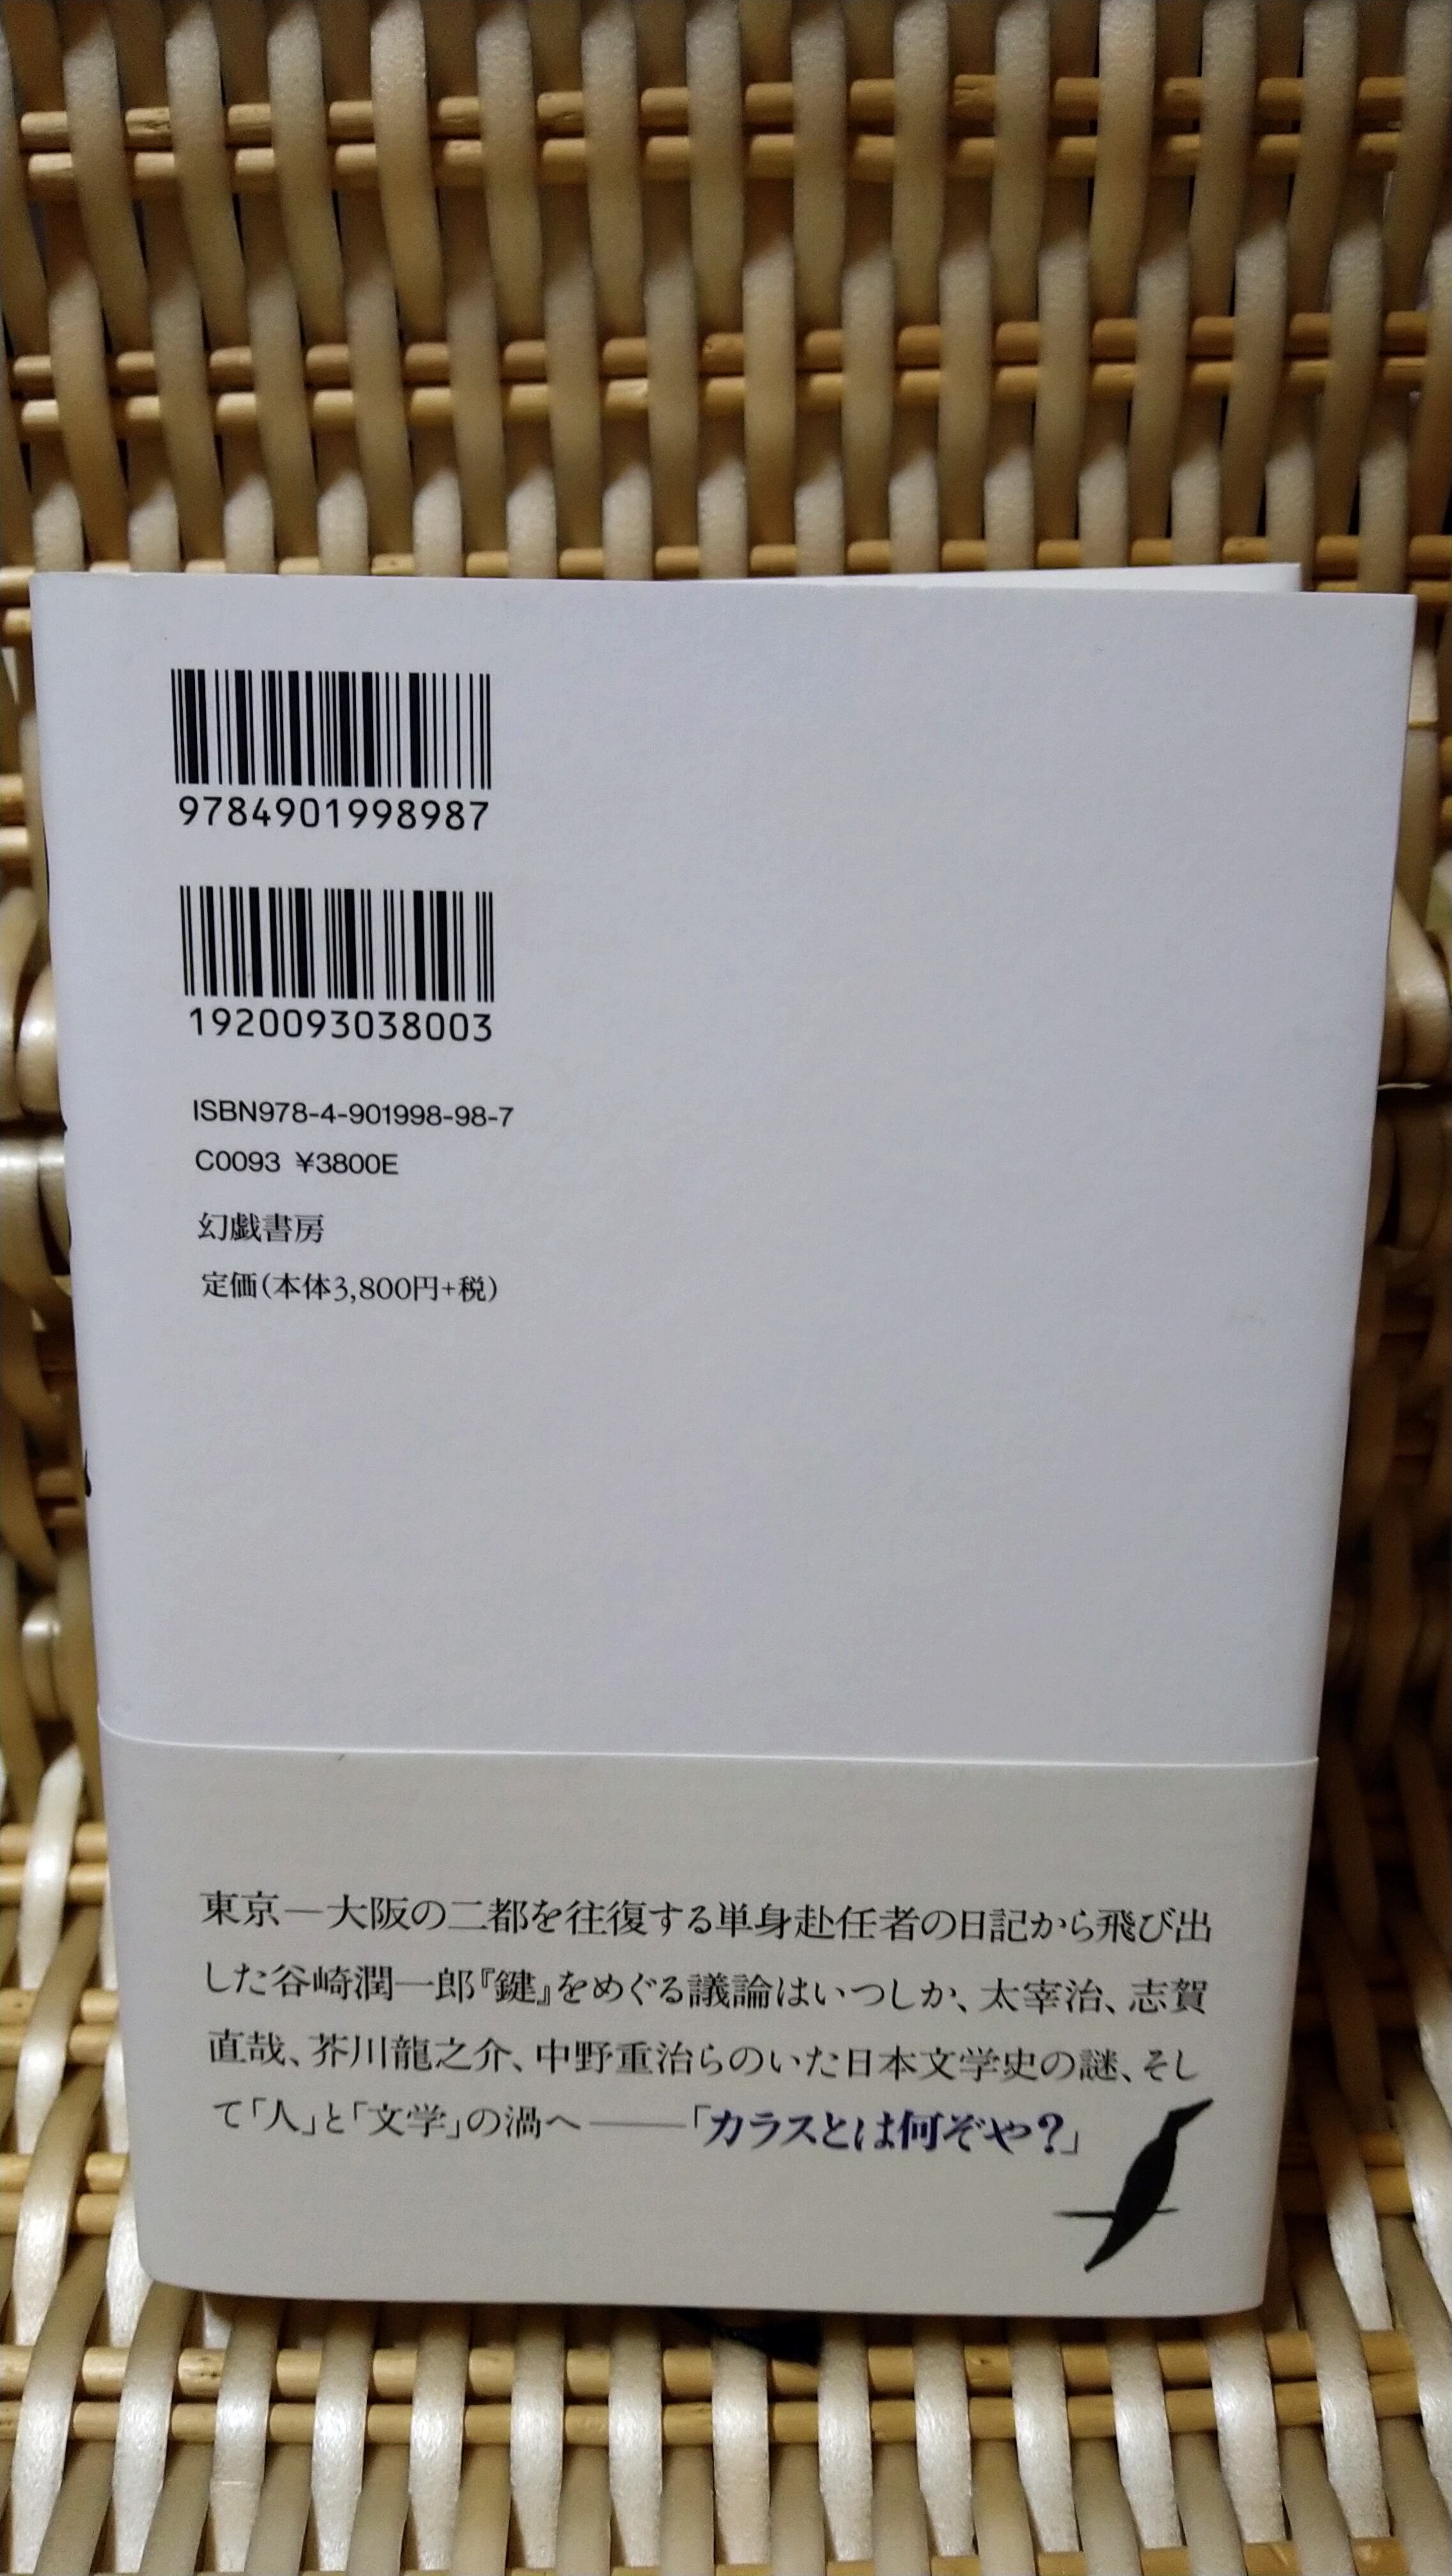 9784901998987
1920093038003
ISBN978-4-901998-98-7
C0093 ¥3800E
幻戯書房
定価(本体3,800円+税)
東京—大阪の二都を往復する単身赴任者の日記から飛び出
した谷崎潤一郎『鍵』をめぐる議論はいつしか、太宰治、志賀
直哉、芥川龍之介、中野重治らのいた日本文学史の謎、そし
て「人」と「文学」の渦へ――「カラスとは何ぞや?」